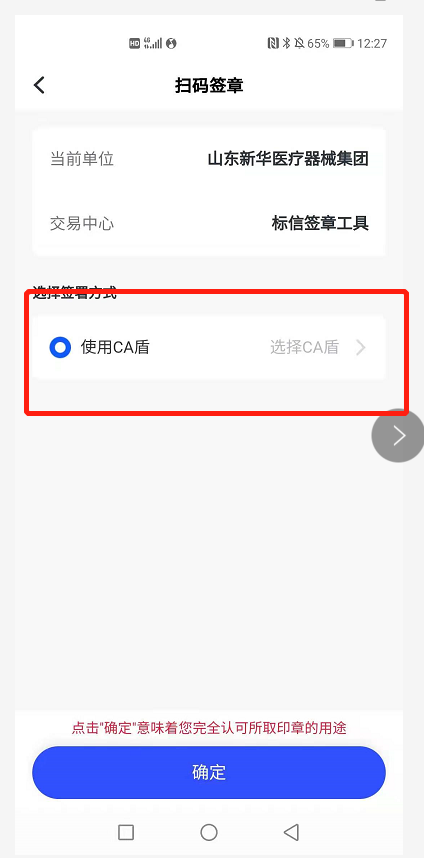 HD 4G 65% 12:27
扫码签章
当前单位 山东新华医疗器械集团
交易中心 标信签章工具
选择签署方式
使用CA盾 选择CA盾
点击"确定"意味着您完全认可所取印章的用途
确定